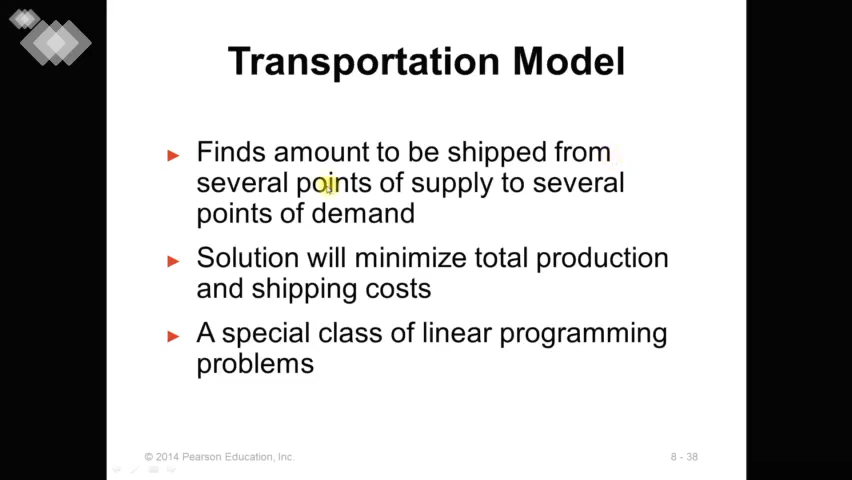 Transportation Model
► Finds amount to be shipped from
several points of supply to several
points of demand
► Solution will minimize total production
and shipping costs
► A special class of linear programming
problems
© 2014 Pearson Education, Inc.
8 - 38